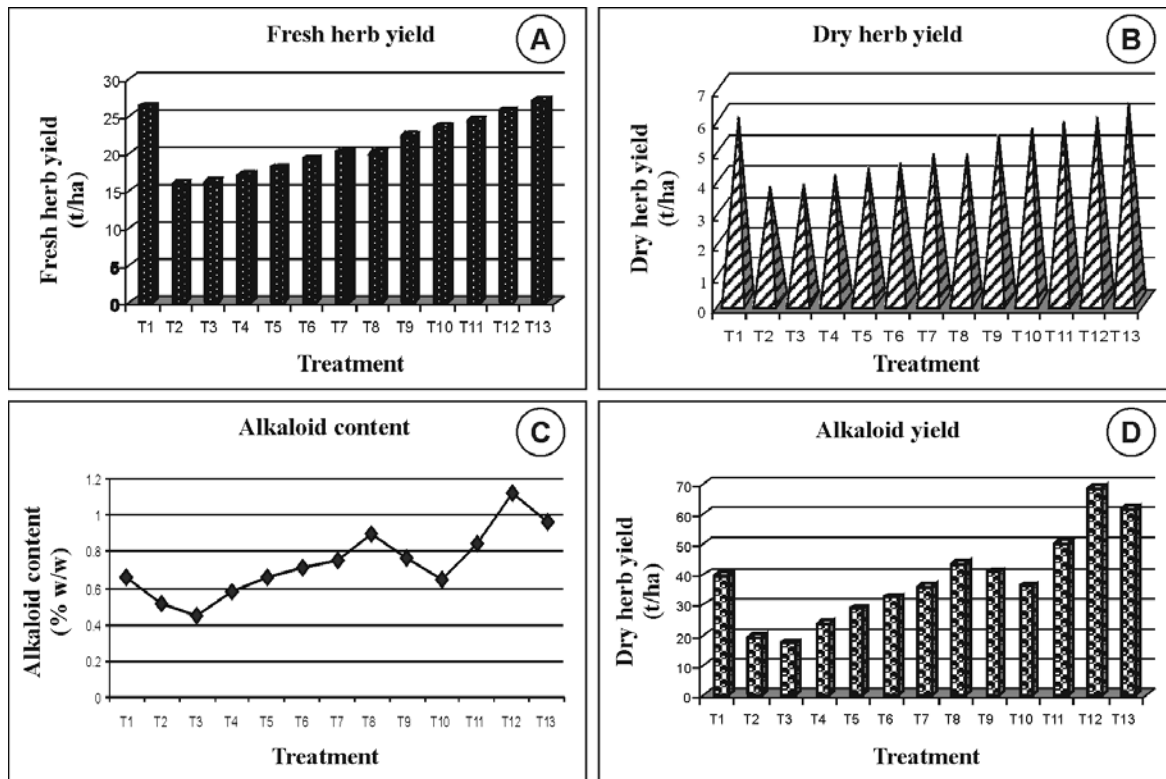 Fresh herb yield
A
Fresh herb yield
(t/ha)
30
25
20
15
10
5
0
T1 T2 T3 T4 T5 T6 T7 T8 T9 T10 T11 T12 T13
Treatment
Dry herb yield
B
Dry herb yield
(t/ha)
7
6
5
4
3
2
1
0
T1 T2 T3 T4 T5 T6 T7 T8 T9 T10 T11 T12 T13
Treatment
Alkaloid content
C
Alkaloid content
(% w/w)
1.2
1
0.8
0.6
0.4
0.2
0
T1 T2 T3 T4 T5 T6 T7 T8 T9 T10 T11 T12 T13
Treatment
Alkaloid yield
D
Dry herb yield
(t/ha)
70
60
50
40
30
20
10
0
T1 T2 T3 T4 T5 T6 T7 T8 T9 T10 T11 T12 T13
Treatment